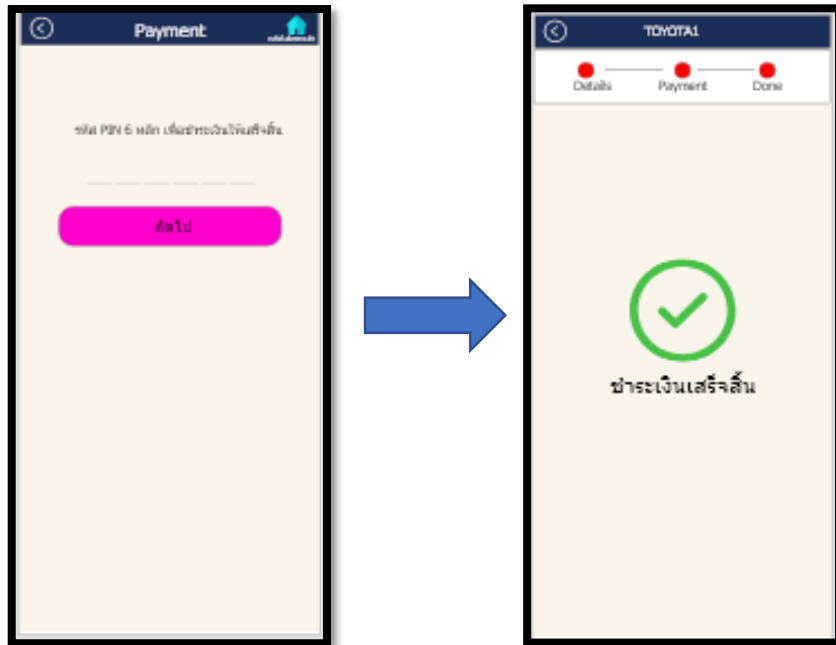 Payment
รหัส PIN 6 หลัก เพื่อชำระเงินให้เสร็จสิ้น
ถัดไป
TOYOTA1
Details Payment Done
ชำระเงินเสร็จสิ้น